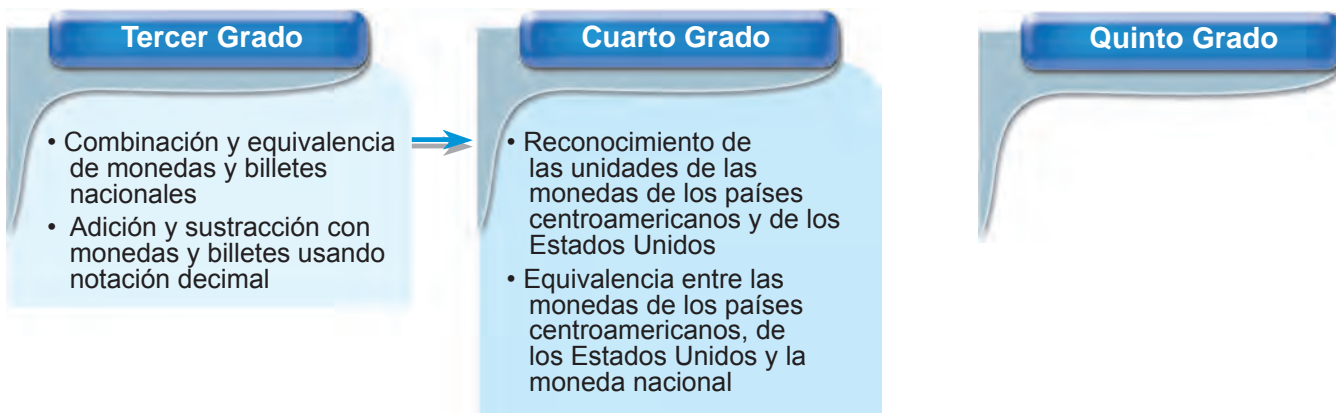 Tercer Grado
• Combinación y equivalencia
de monedas y billetes
nacionales
• Adición y sustracción con
monedas y billetes usando
notación decimal
Cuarto Grado
• Reconocimiento de
las unidades de las
monedas de los países
centroamericanos y de los
Estados Unidos
• Equivalencia entre las
monedas de los países
centroamericanos, de
los Estados Unidos y la
moneda nacional
Quinto Grado